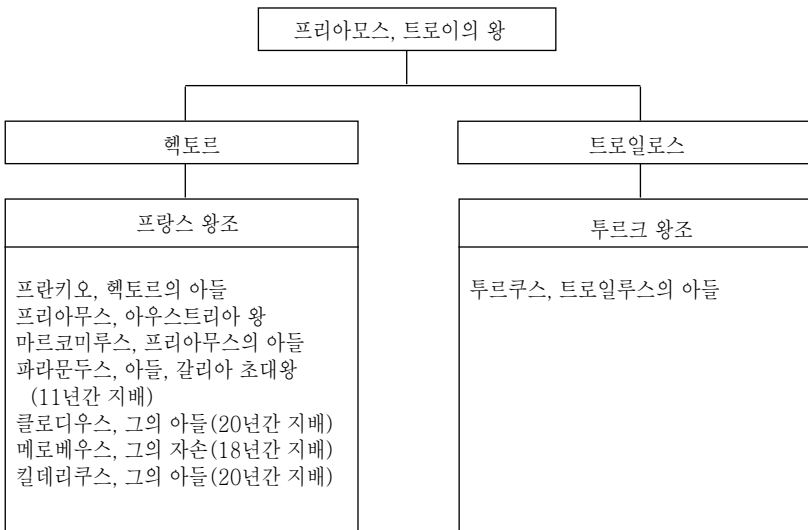 프리아모스, 트로이의 왕
헥토르
트로일로스
프랑스 왕조
투르크 왕조
프란키오, 헥토르의 아들
프리아무스, 아우스트리아 왕
마르코미루스, 프리아무스의 아들
파라문두스, 아들, 갈리아 초대왕
(11년간 지배)
클로디우스, 그의 아들(20년간 지배)
메로베우스, 그의 자손(18년간 지배)
킬데리쿠스, 그의 아들(20년간 지배)
투르쿠스, 트로일루스의 아들